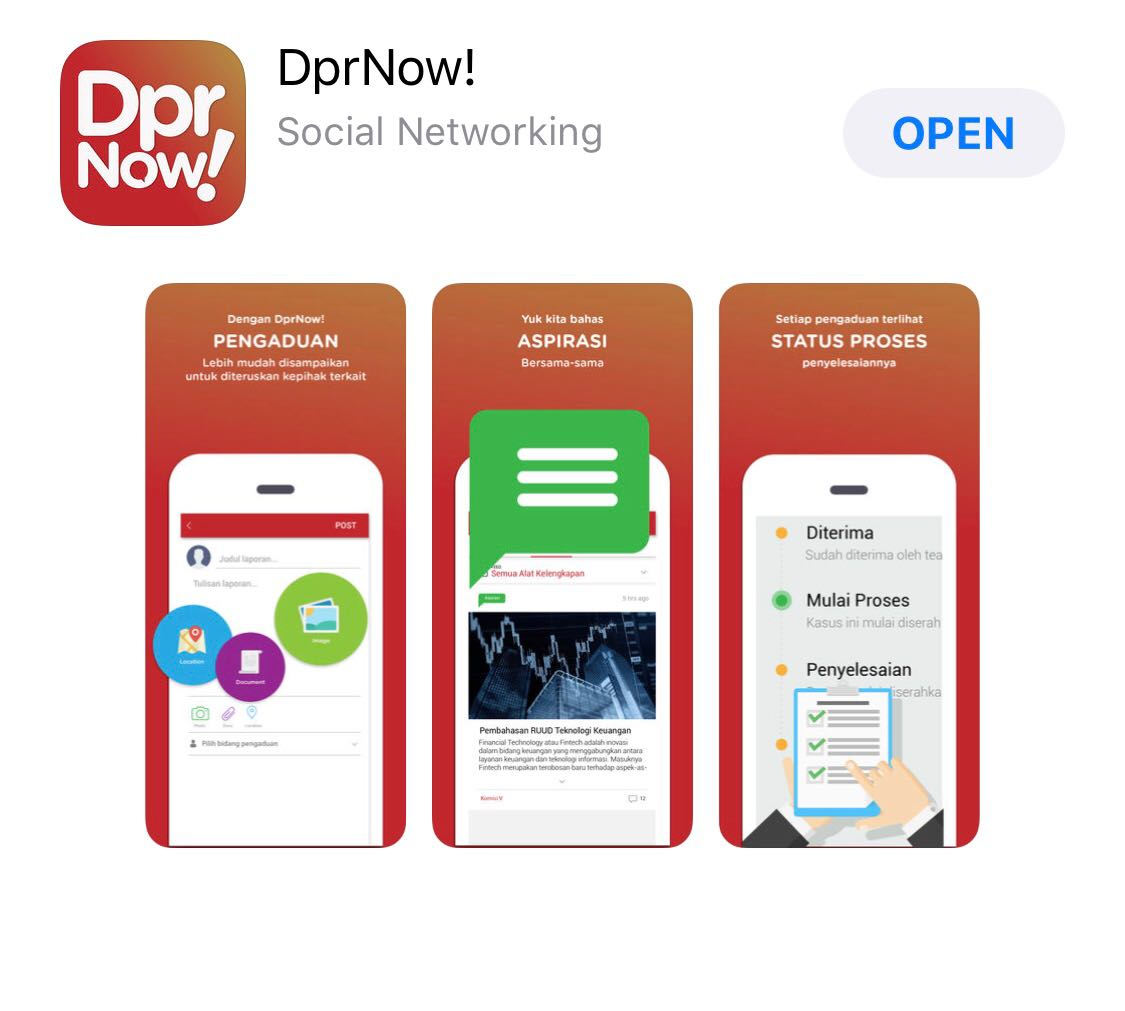 Dpr
Now!
DprNow!
Social Networking
OPEN
Dengan DprNow!
PENGADUAN
Lebih mudah disampaikan
untuk diteruskan kepihak terkait
POST
Judul laporan...
Tulisan laporan...
Location
Document
Image
Photo
Docs
Location
Pilih bidang pengaduan
Yuk kita bahas
ASPIRASI
Bersama-sama
Semua Alat Kelengkapan
5 hrs ago
Pembahasan RUUD Teknologi Keuangan
Financial Technology atau Fintech adalah inovasi
dalam bidang keuangan yang menggabungkan antara
layanan keuangan dan teknologi informasi. Masuknya
Fintech merupakan terobosan baru terhadap aspek-as-
Komisi V
12
Setiap pengaduan terlihat
STATUS PROSES
penyelesaiannya
Diterima
Sudah diterima oleh tea
Mulai Proses
Kasus ini mulai diserah
Penyelesaian
diserahka